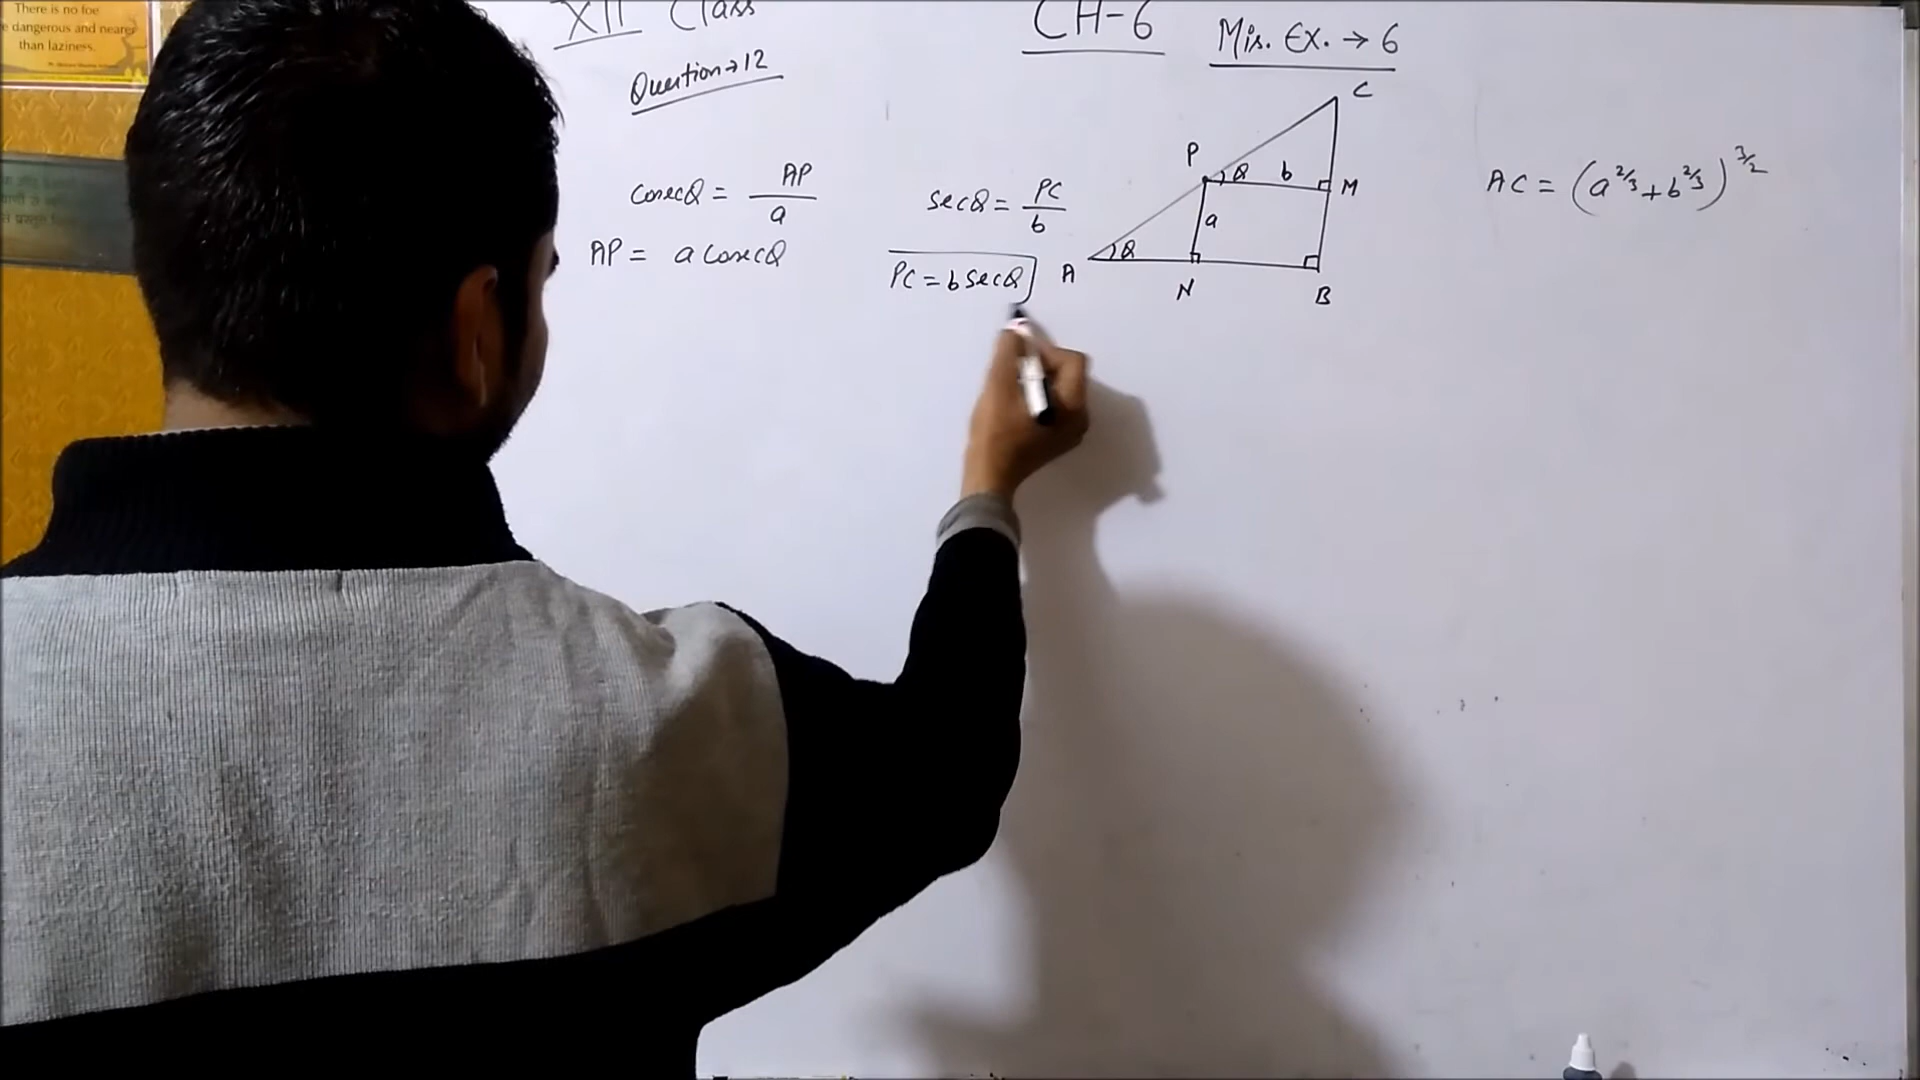 There is no foe
e dangerous and nearer
than laziness.
XII Class
CH-6
Mis. Ex. → 6
Question → 12
cosecθ = AP/a
secθ = PC/b
AP = a cosecθ
PC = b secθ
C
P
θ
b
M
a
A
θ
N
B
AC = (a^2/3 + b^2/3)^3/2